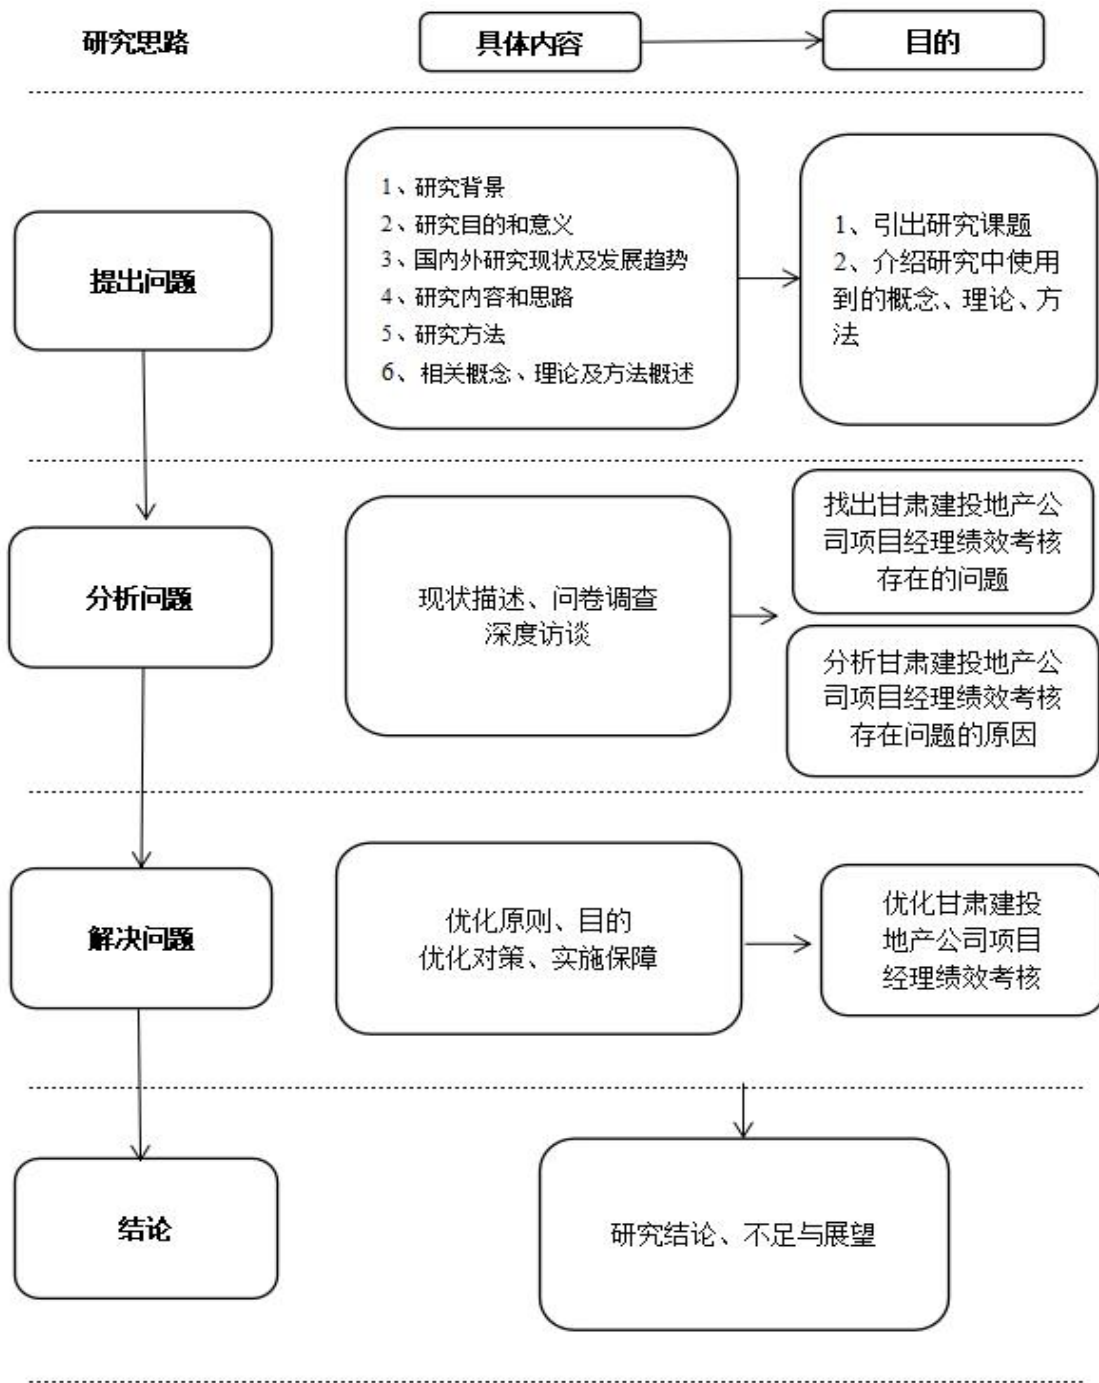 研究思路
具体内容
目的
提出问题
1、研究背景
2、研究目的和意义
3、国内外研究现状及发展趋势
4、研究内容和思路
5、研究方法
6、相关概念、理论及方法概述
1、引出研究课题
2、介绍研究中使用
到的概念、理论、方
法
分析问题
现状描述、问卷调查
深度访谈
找出甘肃建投地产公
司项目经理绩效考核
存在的问题
分析甘肃建投地产公
司项目经理绩效考核
存在问题的原因
解决问题
优化原则、目的
优化对策、实施保障
优化甘肃建投
地产公司项目
经理绩效考核
结论
研究结论、不足与展望